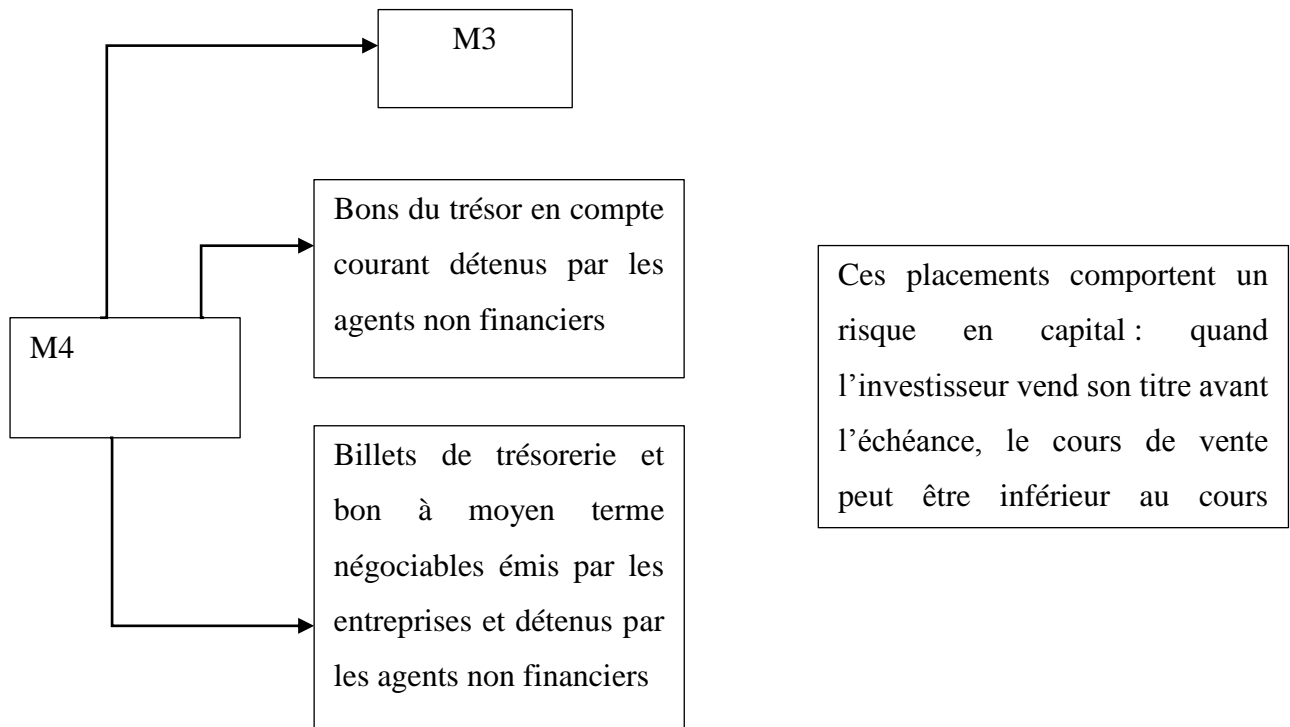 M3
Bons du trésor en compte
courant détenus par les
agents non financiers
M4
Billets de trésorerie et
bon à moyen terme
négociables émis par les
entreprises et détenus par
les agents non financiers
Ces placements comportent un
risque en capital : quand
l'investisseur vend son titre avant
l'échéance, le cours de vente
peut être inférieur au cours